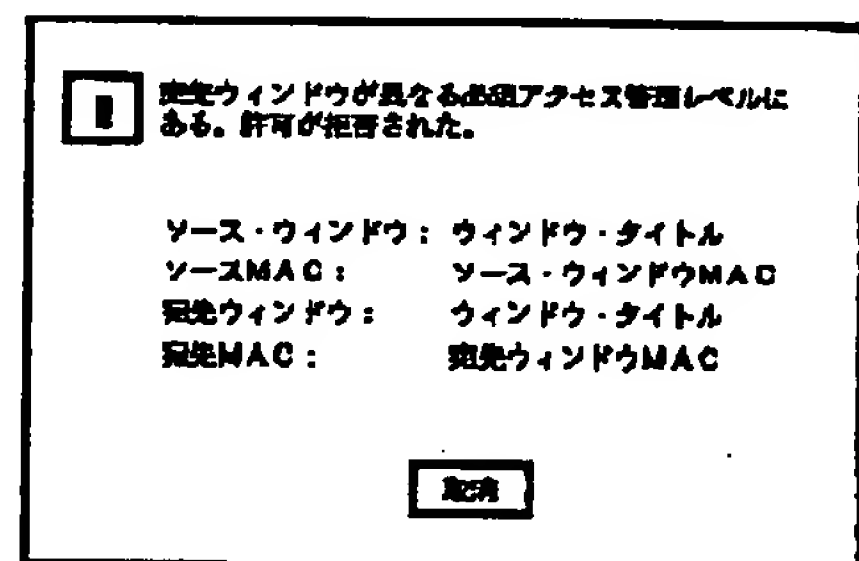 宛先ウィンドウが異なる必須アクセス管理レベルに
ある。許可が拒否された。
ソース・ウィンドウ： ウィンドウ・タイトル
ソースMAC： ソース・ウィンドウMAC
宛先ウィンドウ： ウィンドウ・タイトル
宛先MAC： 宛先ウィンドウMAC
取消